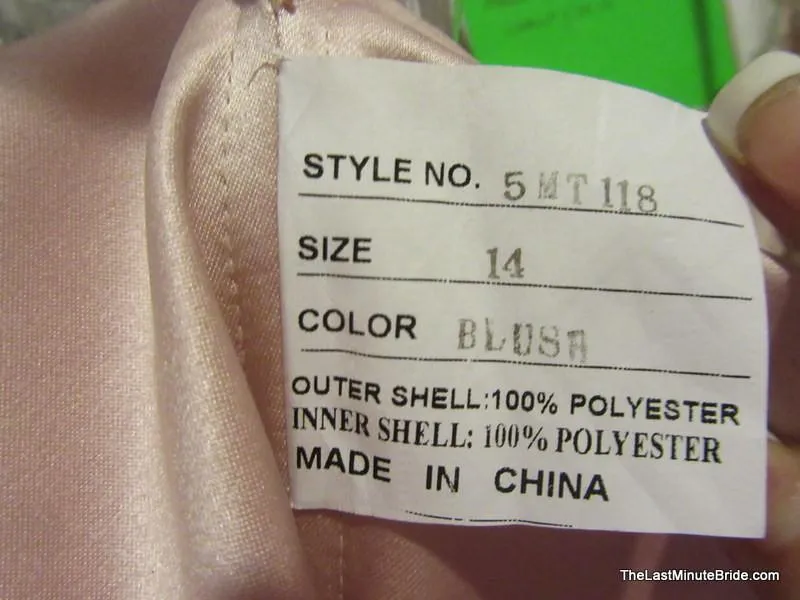 STYLE NO. 5MT118
SIZE 14
COLOR BLUSH
OUTER SHELL:100% POLYESTER
INNER SHELL: 100% POLYESTER
MADE IN CHINA
TheLastMinuteBride.com